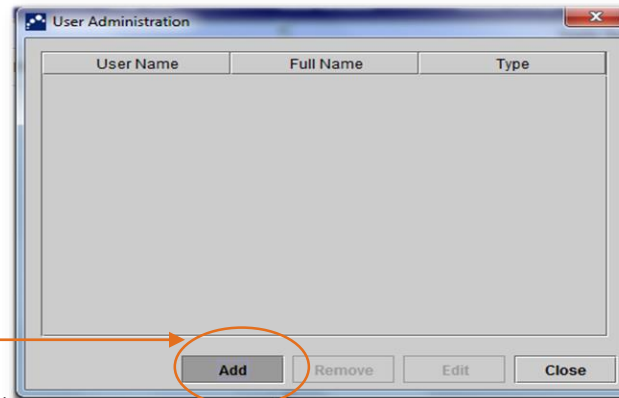 User Administration
User Name Full Name Type
Add Remove Edit Close